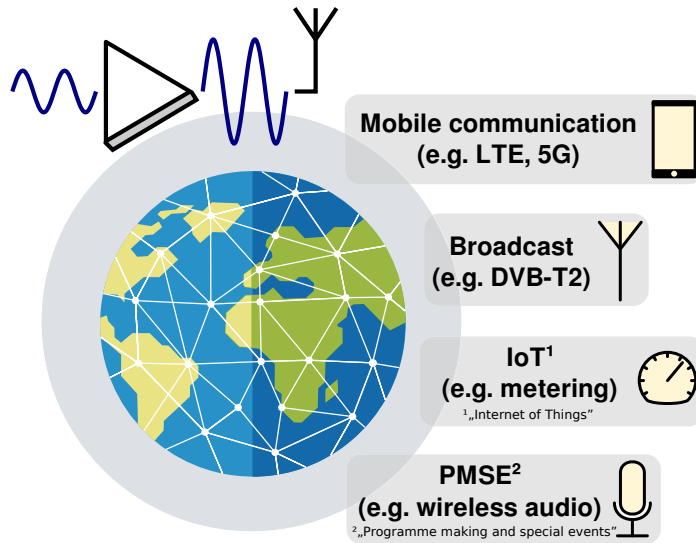 Mobile communication
(e.g. LTE, 5G)
Broadcast
(e.g. DVB-T2)
IoT¹
(e.g. metering)
¹„Internet of Things”
PMSE²
(e.g. wireless audio)
²„Programme making and special events”